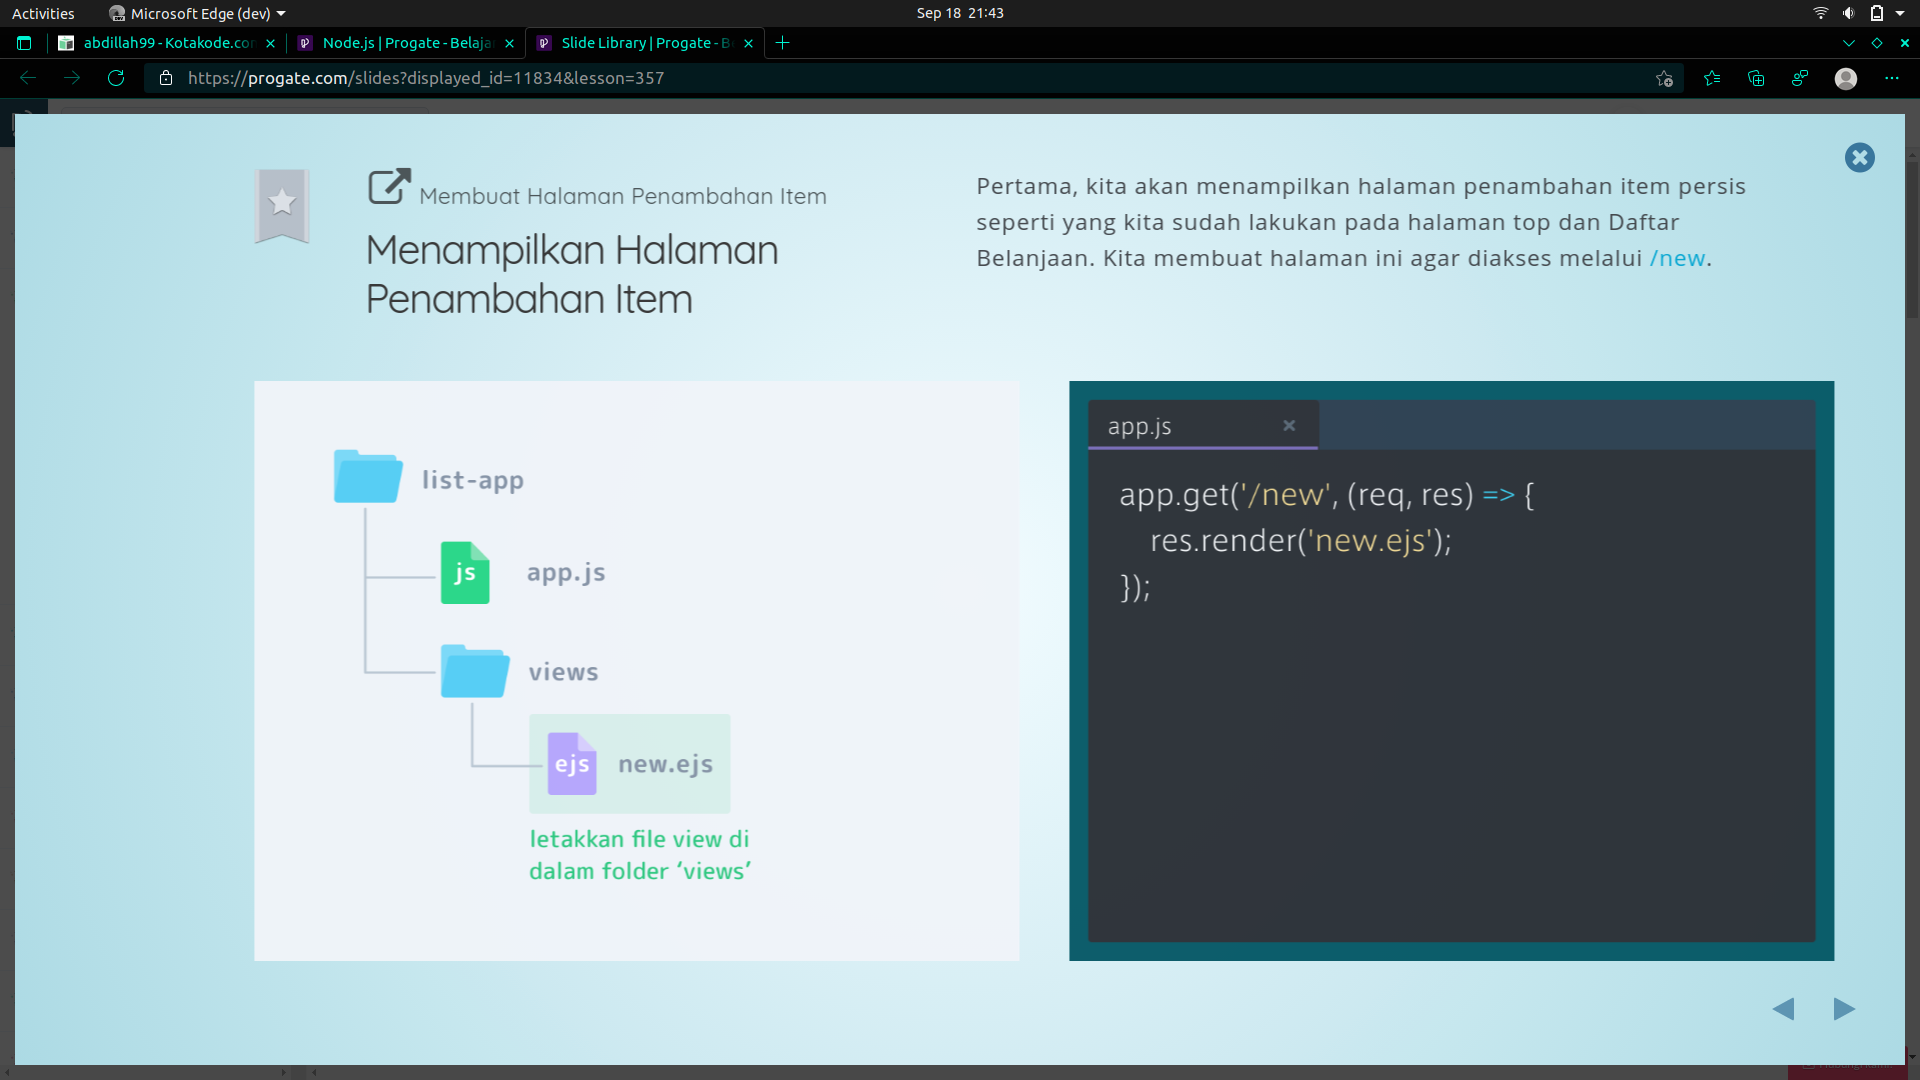 Activities
Microsoft Edge (dev)
Sep 18 21:43
abdillah99 - Kotakode.com
Node.js | Progate - Belaja
Slide Library | Progate - Be
https://progate.com/slides?displayed_id=11834&lesson=357
Membuat Halaman Penambahan Item
Menampilkan Halaman
Penambahan Item
Pertama, kita akan menampilkan halaman penambahan item persis
seperti yang kita sudah lakukan pada halaman top dan Daftar
Belanjaan. Kita membuat halaman ini agar diakses melalui /new.
list-app
js app.js
views
ejs new.ejs
letakkan file view di
dalam folder ‘views’
app.js
app.get('/new', (req, res) => {
res.render('new.ejs');
});